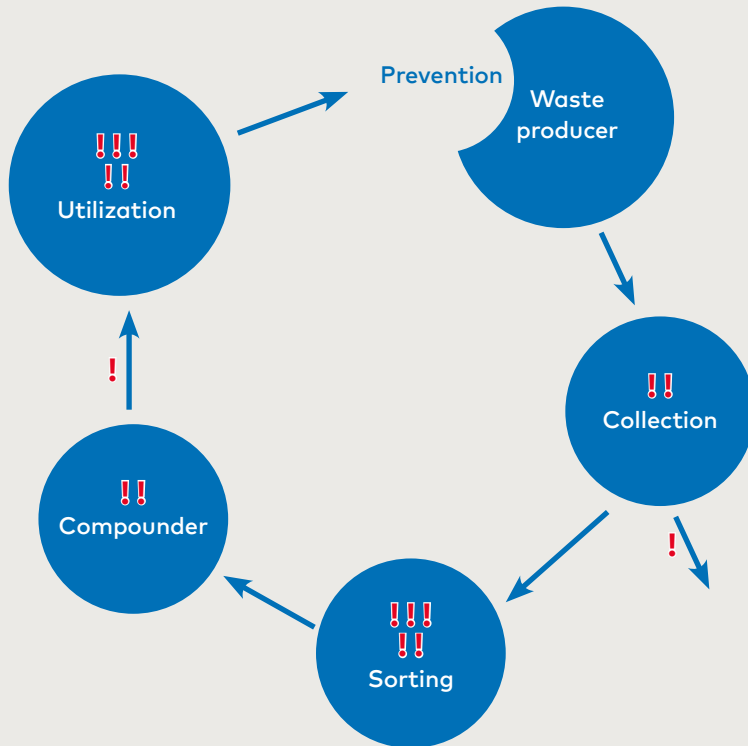 Prevention
Waste
producer
!!!
!!
Utilization
!
!!
Collection
!!
Compounder
!
!!!
!!
Sorting